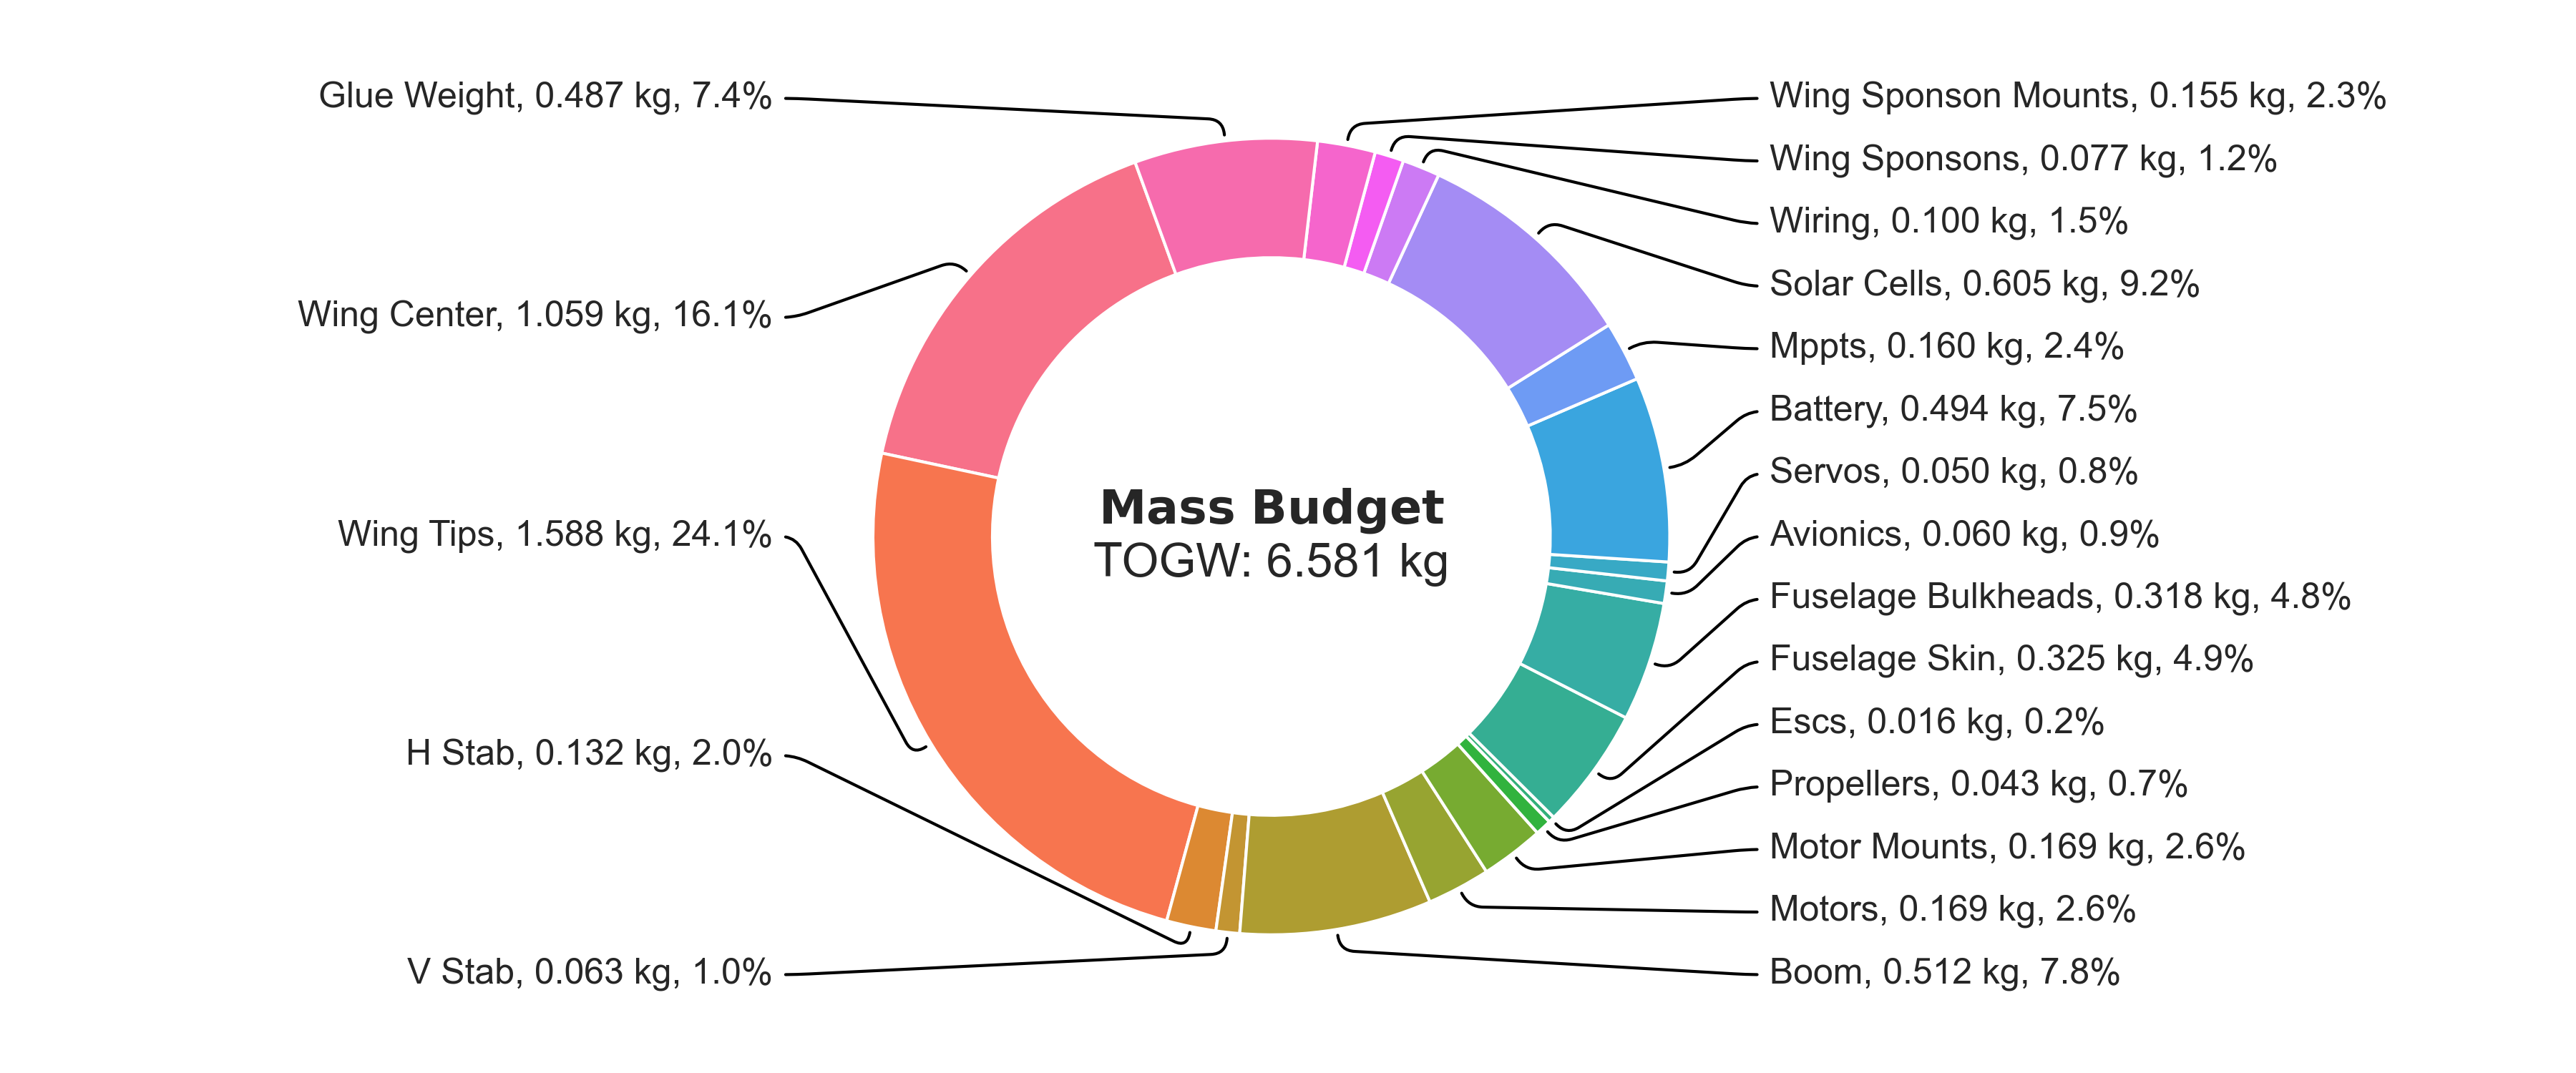 Glue Weight, 0.487 kg, 7.4%
Wing Center, 1.059 kg, 16.1%
Wing Tips, 1.588 kg, 24.1%
H Stab, 0.132 kg, 2.0%
V Stab, 0.063 kg, 1.0%
Mass Budget
TOGW: 6.581 kg
Wing Sponson Mounts, 0.155 kg, 2.3%
Wing Sponsons, 0.077 kg, 1.2%
Wiring, 0.100 kg, 1.5%
Solar Cells, 0.605 kg, 9.2%
Mppts, 0.160 kg, 2.4%
Battery, 0.494 kg, 7.5%
Servos, 0.050 kg, 0.8%
Avionics, 0.060 kg, 0.9%
Fuselage Bulkheads, 0.318 kg, 4.8%
Fuselage Skin, 0.325 kg, 4.9%
Escs, 0.016 kg, 0.2%
Propellers, 0.043 kg, 0.7%
Motor Mounts, 0.169 kg, 2.6%
Motors, 0.169 kg, 2.6%
Boom, 0.512 kg, 7.8%